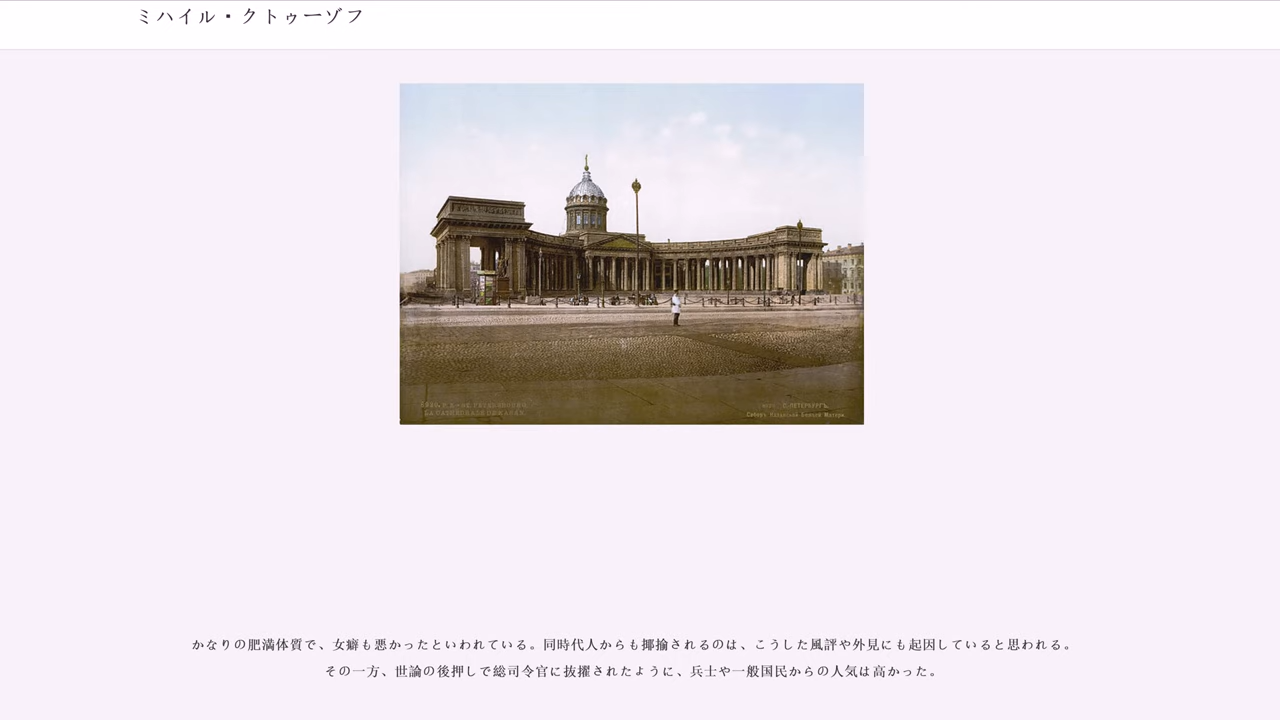 ミハイル・クトゥーゾフ
С. ПЕТЕРБУРГЪ.
Соборъ Казанской Божьей Матери.
かなりの肥満体質で、女癖も悪かったといわれている。同時代人からも揶揄されるのは、こうした風評や外見にも起因していると思われる。
その一方、世論の後押しで総司令官に抜擢されたように、兵士や一般国民からの人気は高かった。